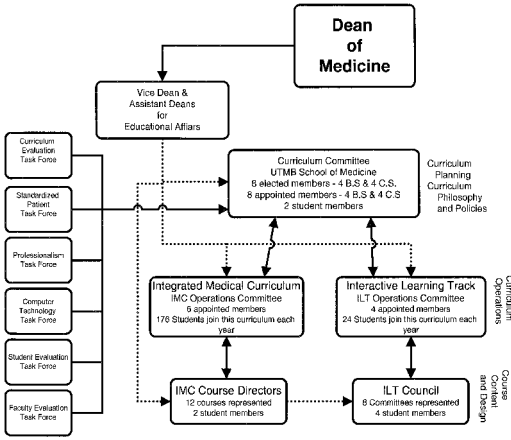 Dean
of
Medicine
Vice Dean &
Assistant Deans
for
Educational Affiars
Curriculum
Evaluation
Task Force
Standardized
Patient
Task Force
Professionalism
Task Force
Computer
Technology
Task Force
Student Evaluation
Task Force
Faculty Evaluation
Task Force
Curriculum Committee
UTMB School of Medicine
8 elected members - 4 B.S & 4 C.S.
8 appointed members - 4 B.S & 4 C.S
2 student members
Curriculum
Planning
Curriculum
Philosophy
and Policies
Integrated Medical Curriculum
IMC Operations Committee
6 appointed members
176 Students join this curriculum each
year
Interactive Learning Track
ILT Operations Committee
4 appointed members
24 Students join this curriculum each
year
Curriculum
Operations
IMC Course Directors
12 courses represented
2 student members
ILT Council
8 Committees represented
4 student members
Course
Content
and Design